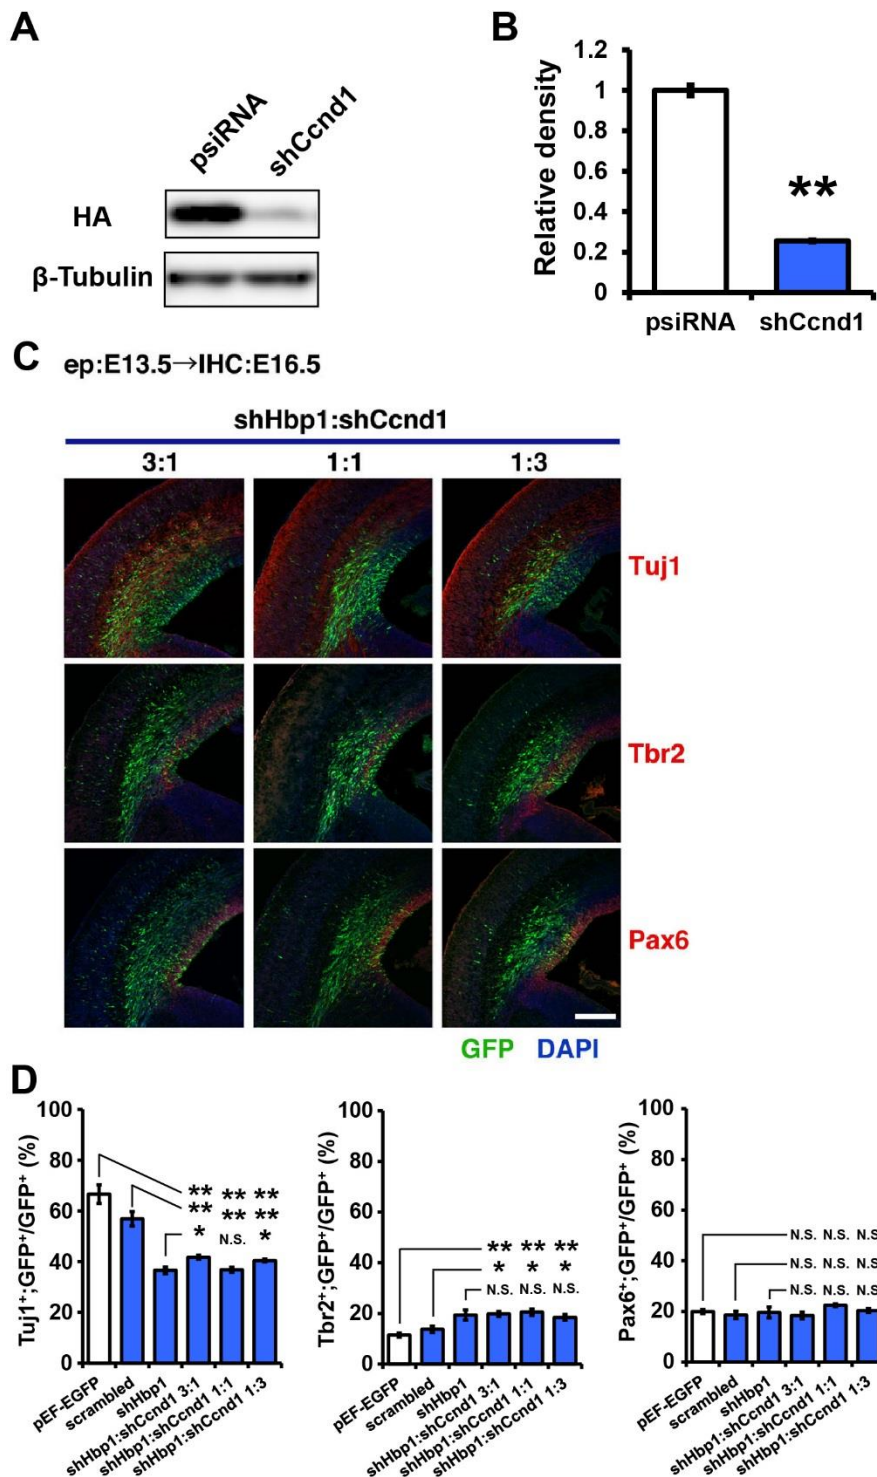 A
psiRNA
shCcnd1
HA
β-Tubulin
B
Relative density
1.2
1
0.8
0.6
0.4
0.2
0
**
psiRNA
shCcnd1
C
ep:E13.5→IHC:E16.5
shHbp1:shCcnd1
3:1 1:1 1:3
Tuj1
Tbr2
Pax6
GFP DAPI
D
Tuj1⁺;GFP⁺/GFP⁺ (%)
100
80
60
40
20
0
** ** **
** ** **
* N.S. *
pEF-EGFP
scrambled
shHbp1
shHbp1:shCcnd1 3:1
shHbp1:shCcnd1 1:1
shHbp1:shCcnd1 1:3
Tbr2⁺;GFP⁺/GFP⁺ (%)
100
80
60
40
20
0
** ** **
* * *
N.S. N.S. N.S.
pEF-EGFP
scrambled
shHbp1
shHbp1:shCcnd1 3:1
shHbp1:shCcnd1 1:1
shHbp1:shCcnd1 1:3
Pax6⁺;GFP⁺/GFP⁺ (%)
100
80
60
40
20
0
N.S. N.S. N.S
N.S. N.S. N.S
N.S. N.S. N.S
pEF-EGFP
scrambled
shHbp1
shHbp1:shCcnd1 3:1
shHbp1:shCcnd1 1:1
shHbp1:shCcnd1 1:3